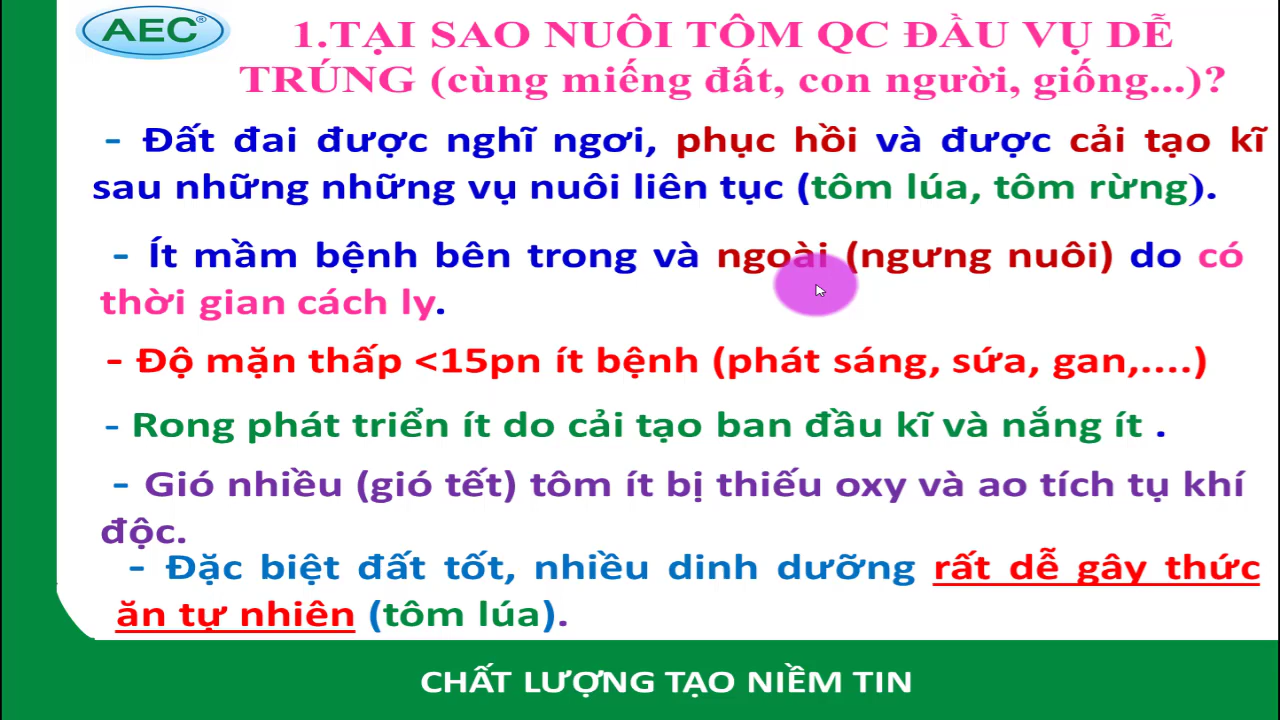 AEC®
1.TẠI SAO NUÔI TÔM QC ĐẦU VỤ DỄ
TRÚNG (cùng miếng đất, con người, giống...)?
- Đất đai được nghĩ ngơi, phục hồi và được cải tạo kĩ
sau những những vụ nuôi liên tục (tôm lúa, tôm rừng).
- Ít mầm bệnh bên trong và ngoài (ngưng nuôi) do có
thời gian cách ly.
- Độ mặn thấp <15pn ít bệnh (phát sáng, sứa, gan,....)
- Rong phát triển ít do cải tạo ban đầu kĩ và nắng ít .
- Gió nhiều (gió tết) tôm ít bị thiếu oxy và ao tích tụ khí
độc.
- Đặc biệt đất tốt, nhiều dinh dưỡng rất dễ gây thức
ăn tự nhiên (tôm lúa).
CHẤT LƯỢNG TẠO NIỀM TIN